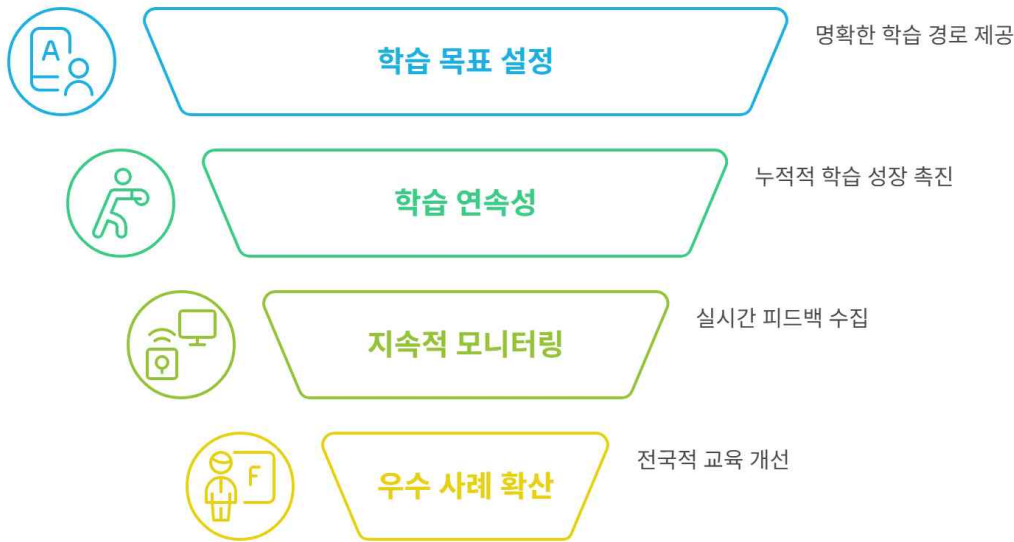 A
학습 목표 설정
명확한 학습 경로 제공
학습 연속성
누적적 학습 성장 촉진
지속적 모니터링
실시간 피드백 수집
F
우수 사례 확산
전국적 교육 개선